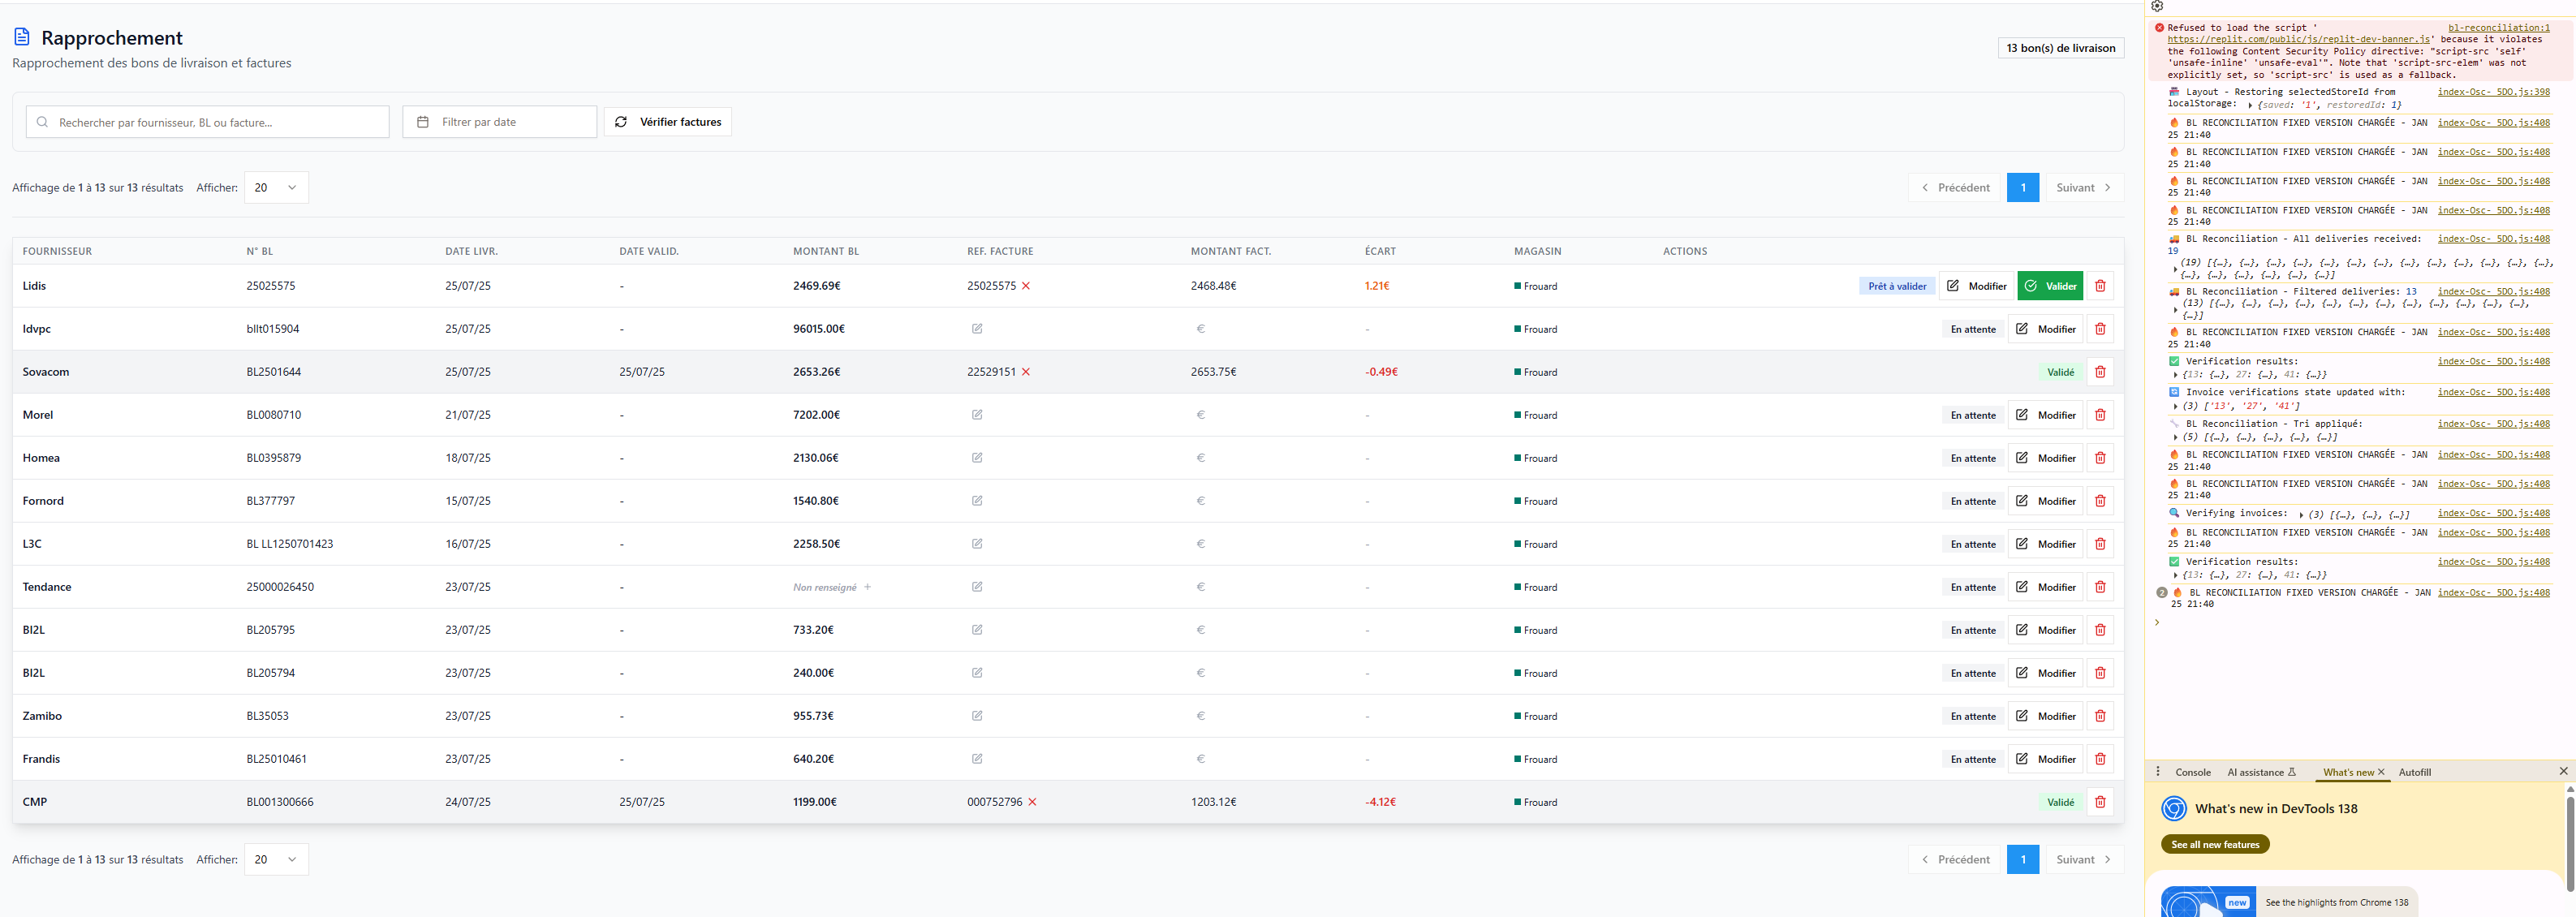 Rapprochement
Rapprochement des bons de livraison et factures
13 bon(s) de livraison
Rechercher par fournisseur, BL ou facture...
Filtrer par date
Vérifier factures
Affichage de 1 à 13 sur 13 résultats Afficher: 20
Précédent 1 Suivant
FOURNISSEUR N° BL DATE LIVR. DATE VALID. MONTANT BL REF. FACTURE MONTANT FACT. ÉCART MAGASIN ACTIONS
Lidis 25025575 25/07/25 - 2469.69€ 25025575 2468.48€ 1.21€ Frouard Prêt à valider Modifier Valider
Idvpc bllt015904 25/07/25 - 96015.00€ € - Frouard En attente Modifier
Sovacom BL2501644 25/07/25 25/07/25 2653.26€ 22529151 2653.75€ -0.49€ Frouard Validé
Morel BL0080710 21/07/25 - 7202.00€ € - Frouard En attente Modifier
Homea BL0395879 18/07/25 - 2130.06€ € - Frouard En attente Modifier
Fornord BL377797 15/07/25 - 1540.80€ € - Frouard En attente Modifier
L3C BL LL1250701423 16/07/25 - 2258.50€ € - Frouard En attente Modifier
Tendance 25000026450 23/07/25 - Non renseigné + € - Frouard En attente Modifier
BI2L BL205795 23/07/25 - 733.20€ € - Frouard En attente Modifier
BI2L BL205794 23/07/25 - 240.00€ € - Frouard En attente Modifier
Zamibo BL35053 23/07/25 - 955.73€ € - Frouard En attente Modifier
Frandis BL25010461 23/07/25 - 640.20€ € - Frouard En attente Modifier
CMP BL001300666 24/07/25 25/07/25 1199.00€ 000752796 1203.12€ -4.12€ Frouard Validé
Affichage de 1 à 13 sur 13 résultats Afficher: 20
Précédent 1 Suivant
Refused to load the script ' bl-reconciliation:1
https://replit.com/public/js/replit-dev-banner.js' because it violates
the following Content Security Policy directive: "script-src 'self'
'unsafe-inline' 'unsafe-eval'". Note that 'script-src-elem' was not
explicitly set, so 'script-src' is used as a fallback.
Layout - Restoring selectedStoreId from index-Osc-_5DO.js:398
localStorage: {saved: '1', restoredId: 1}
BL RECONCILIATION FIXED VERSION CHARGÉE - JAN index-Osc-_5DO.js:408
25 21:40
BL RECONCILIATION FIXED VERSION CHARGÉE - JAN index-Osc-_5DO.js:408
25 21:40
BL RECONCILIATION FIXED VERSION CHARGÉE - JAN index-Osc-_5DO.js:408
25 21:40
BL RECONCILIATION FIXED VERSION CHARGÉE - JAN index-Osc-_5DO.js:408
25 21:40
BL Reconciliation - All deliveries received: index-Osc-_5DO.js:408
19
(19) [{…}, {…}, {…}, {…}, {…}, {…}, {…}, {…}, {…}, {…}, {…}, {…}, {…},
{…}, {…}, {…}, {…}, {…}, {…}]
BL Reconciliation - Filtered deliveries: 13 index-Osc-_5DO.js:408
(13) [{…}, {…}, {…}, {…}, {…}, {…}, {…}, {…}, {…}, {…}, {…}, {…},
{…}]
BL RECONCILIATION FIXED VERSION CHARGÉE - JAN index-Osc-_5DO.js:408
25 21:40
Verification results: index-Osc-_5DO.js:408
{13: {…}, 27: {…}, 41: {…}}
Invoice verifications state updated with: index-Osc-_5DO.js:408
(3) ['13', '27', '41']
BL Reconciliation - Tri appliqué: index-Osc-_5DO.js:408
(5) [{…}, {…}, {…}, {…}, {…}]
BL RECONCILIATION FIXED VERSION CHARGÉE - JAN index-Osc-_5DO.js:408
25 21:40
BL RECONCILIATION FIXED VERSION CHARGÉE - JAN index-Osc-_5DO.js:408
25 21:40
Verifying invoices: (3) [{…}, {…}, {…}] index-Osc-_5DO.js:408
BL RECONCILIATION FIXED VERSION CHARGÉE - JAN index-Osc-_5DO.js:408
25 21:40
Verification results: index-Osc-_5DO.js:408
{13: {…}, 27: {…}, 41: {…}}
2 BL RECONCILIATION FIXED VERSION CHARGÉE - JAN index-Osc-_5DO.js:408
25 21:40
Console AI assistance What's new Autofill
What's new in DevTools 138
See all new features
new See the highlights from Chrome 138